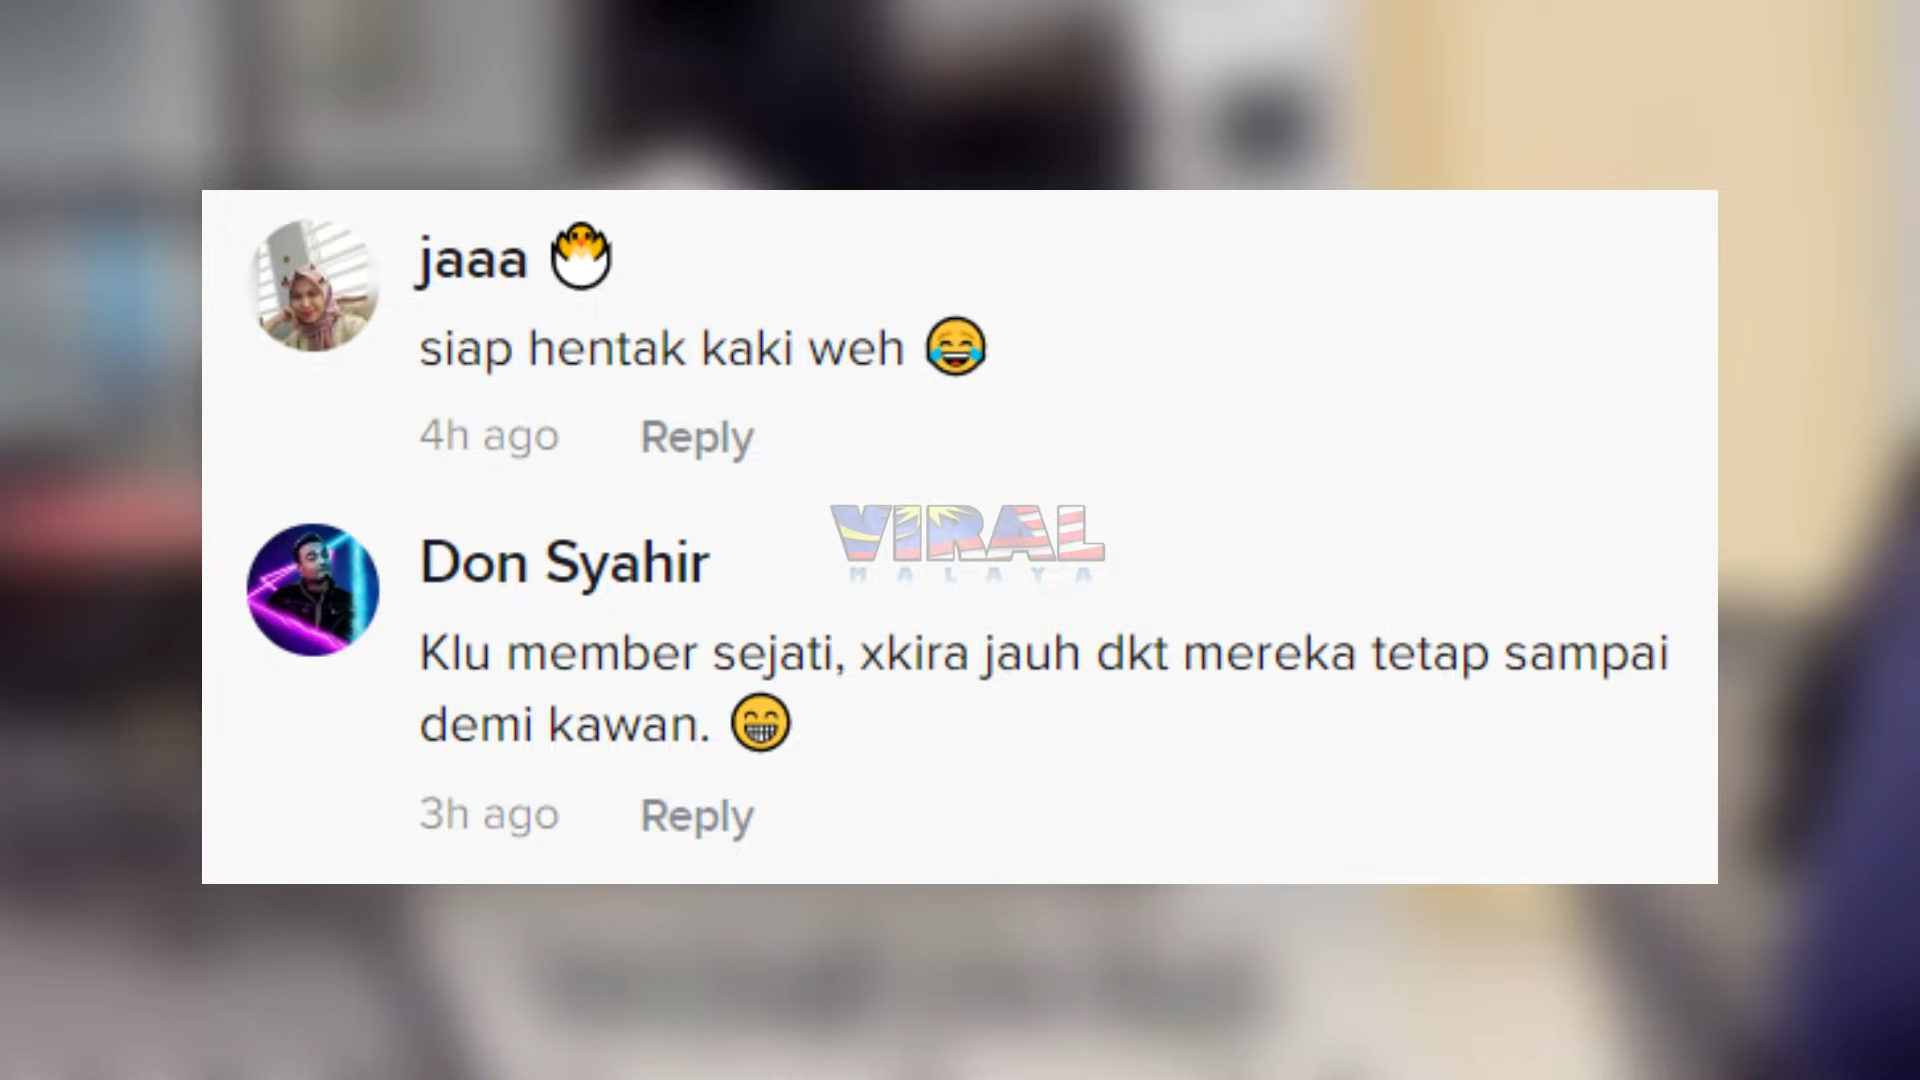 jaaa 🐣
siap hentak kaki weh 😂
4h ago Reply
VIRAL
MALAYA
Don Syahir
Klu member sejati, xkira jauh dkt mereka tetap sampai
demi kawan. 😁
3h ago Reply